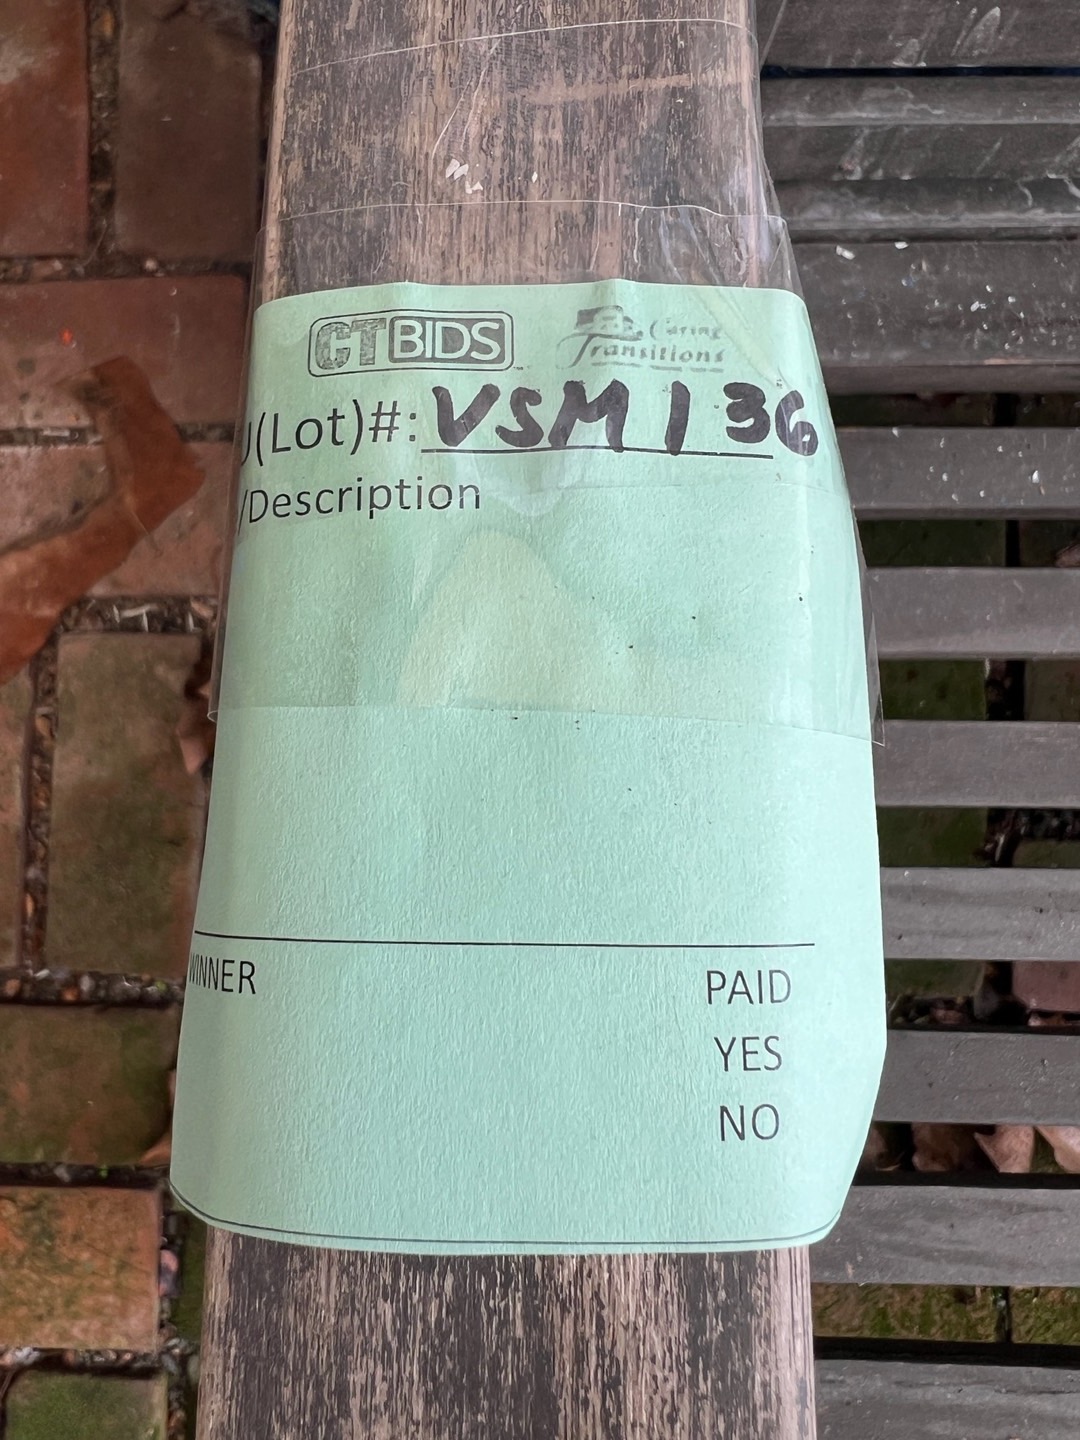 CTBIDS
Caring
Transitions
U(Lot)#: VSM136
/Description
WINNER
PAID
YES
NO